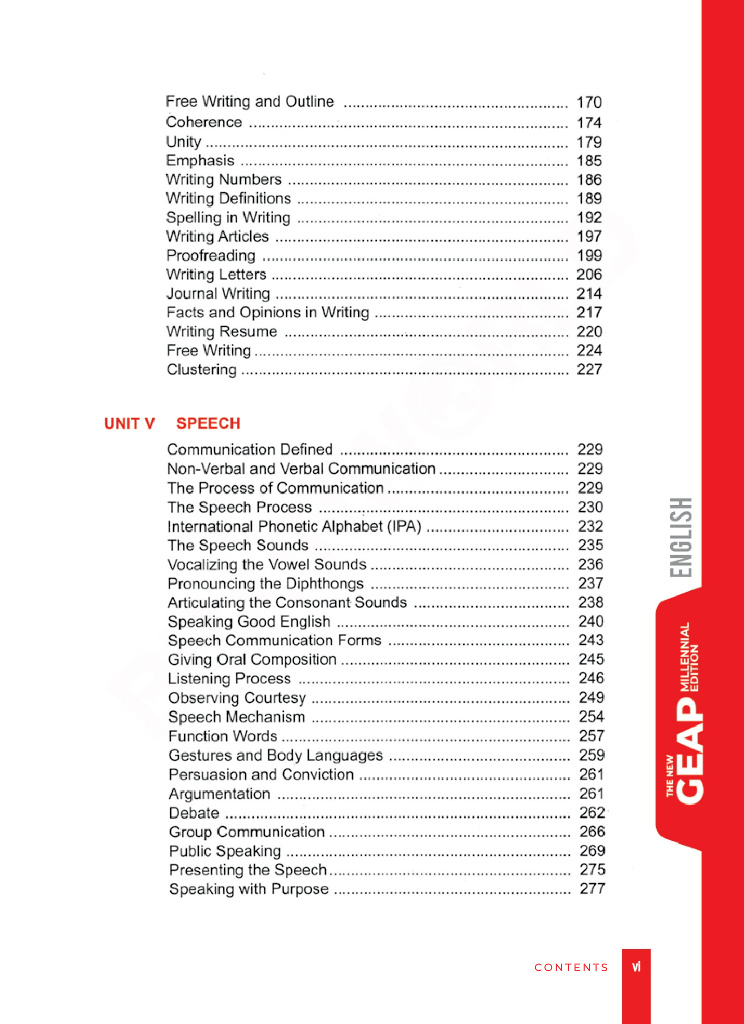 Free Writing and Outline .................................................... 170
Coherence .......................................................................... 174
Unity .................................................................................... 179
Emphasis ............................................................................ 185
Writing Numbers ................................................................. 186
Writing Definitions ............................................................... 189
Spelling in Writing ............................................................... 192
Writing Articles .................................................................... 197
Proofreading ....................................................................... 199
Writing Letters ..................................................................... 206
Journal Writing .................................................................... 214
Facts and Opinions in Writing ............................................. 217
Writing Resume .................................................................. 220
Free Writing ......................................................................... 224
Clustering ............................................................................ 227
UNIT V SPEECH
Communication Defined ..................................................... 229
Non-Verbal and Verbal Communication .............................. 229
The Process of Communication .......................................... 229
The Speech Process .......................................................... 230
International Phonetic Alphabet (IPA) ................................. 232
The Speech Sounds ........................................................... 235
Vocalizing the Vowel Sounds .............................................. 236
Pronouncing the Diphthongs .............................................. 237
Articulating the Consonant Sounds .................................... 238
Speaking Good English ...................................................... 240
Speech Communication Forms .......................................... 243
Giving Oral Composition ..................................................... 245
Listening Process ............................................................... 246
Observing Courtesy ............................................................ 249
Speech Mechanism ............................................................ 254
Function Words ................................................................... 257
Gestures and Body Languages .......................................... 259
Persuasion and Conviction ................................................. 261
Argumentation .................................................................... 261
Debate ................................................................................ 262
Group Communication ........................................................ 266
Public Speaking .................................................................. 269
Presenting the Speech ........................................................ 275
Speaking with Purpose ....................................................... 277
ENGLISH
THE NEW
GEAP
MILLENNIAL
EDITION
CONTENTS vi